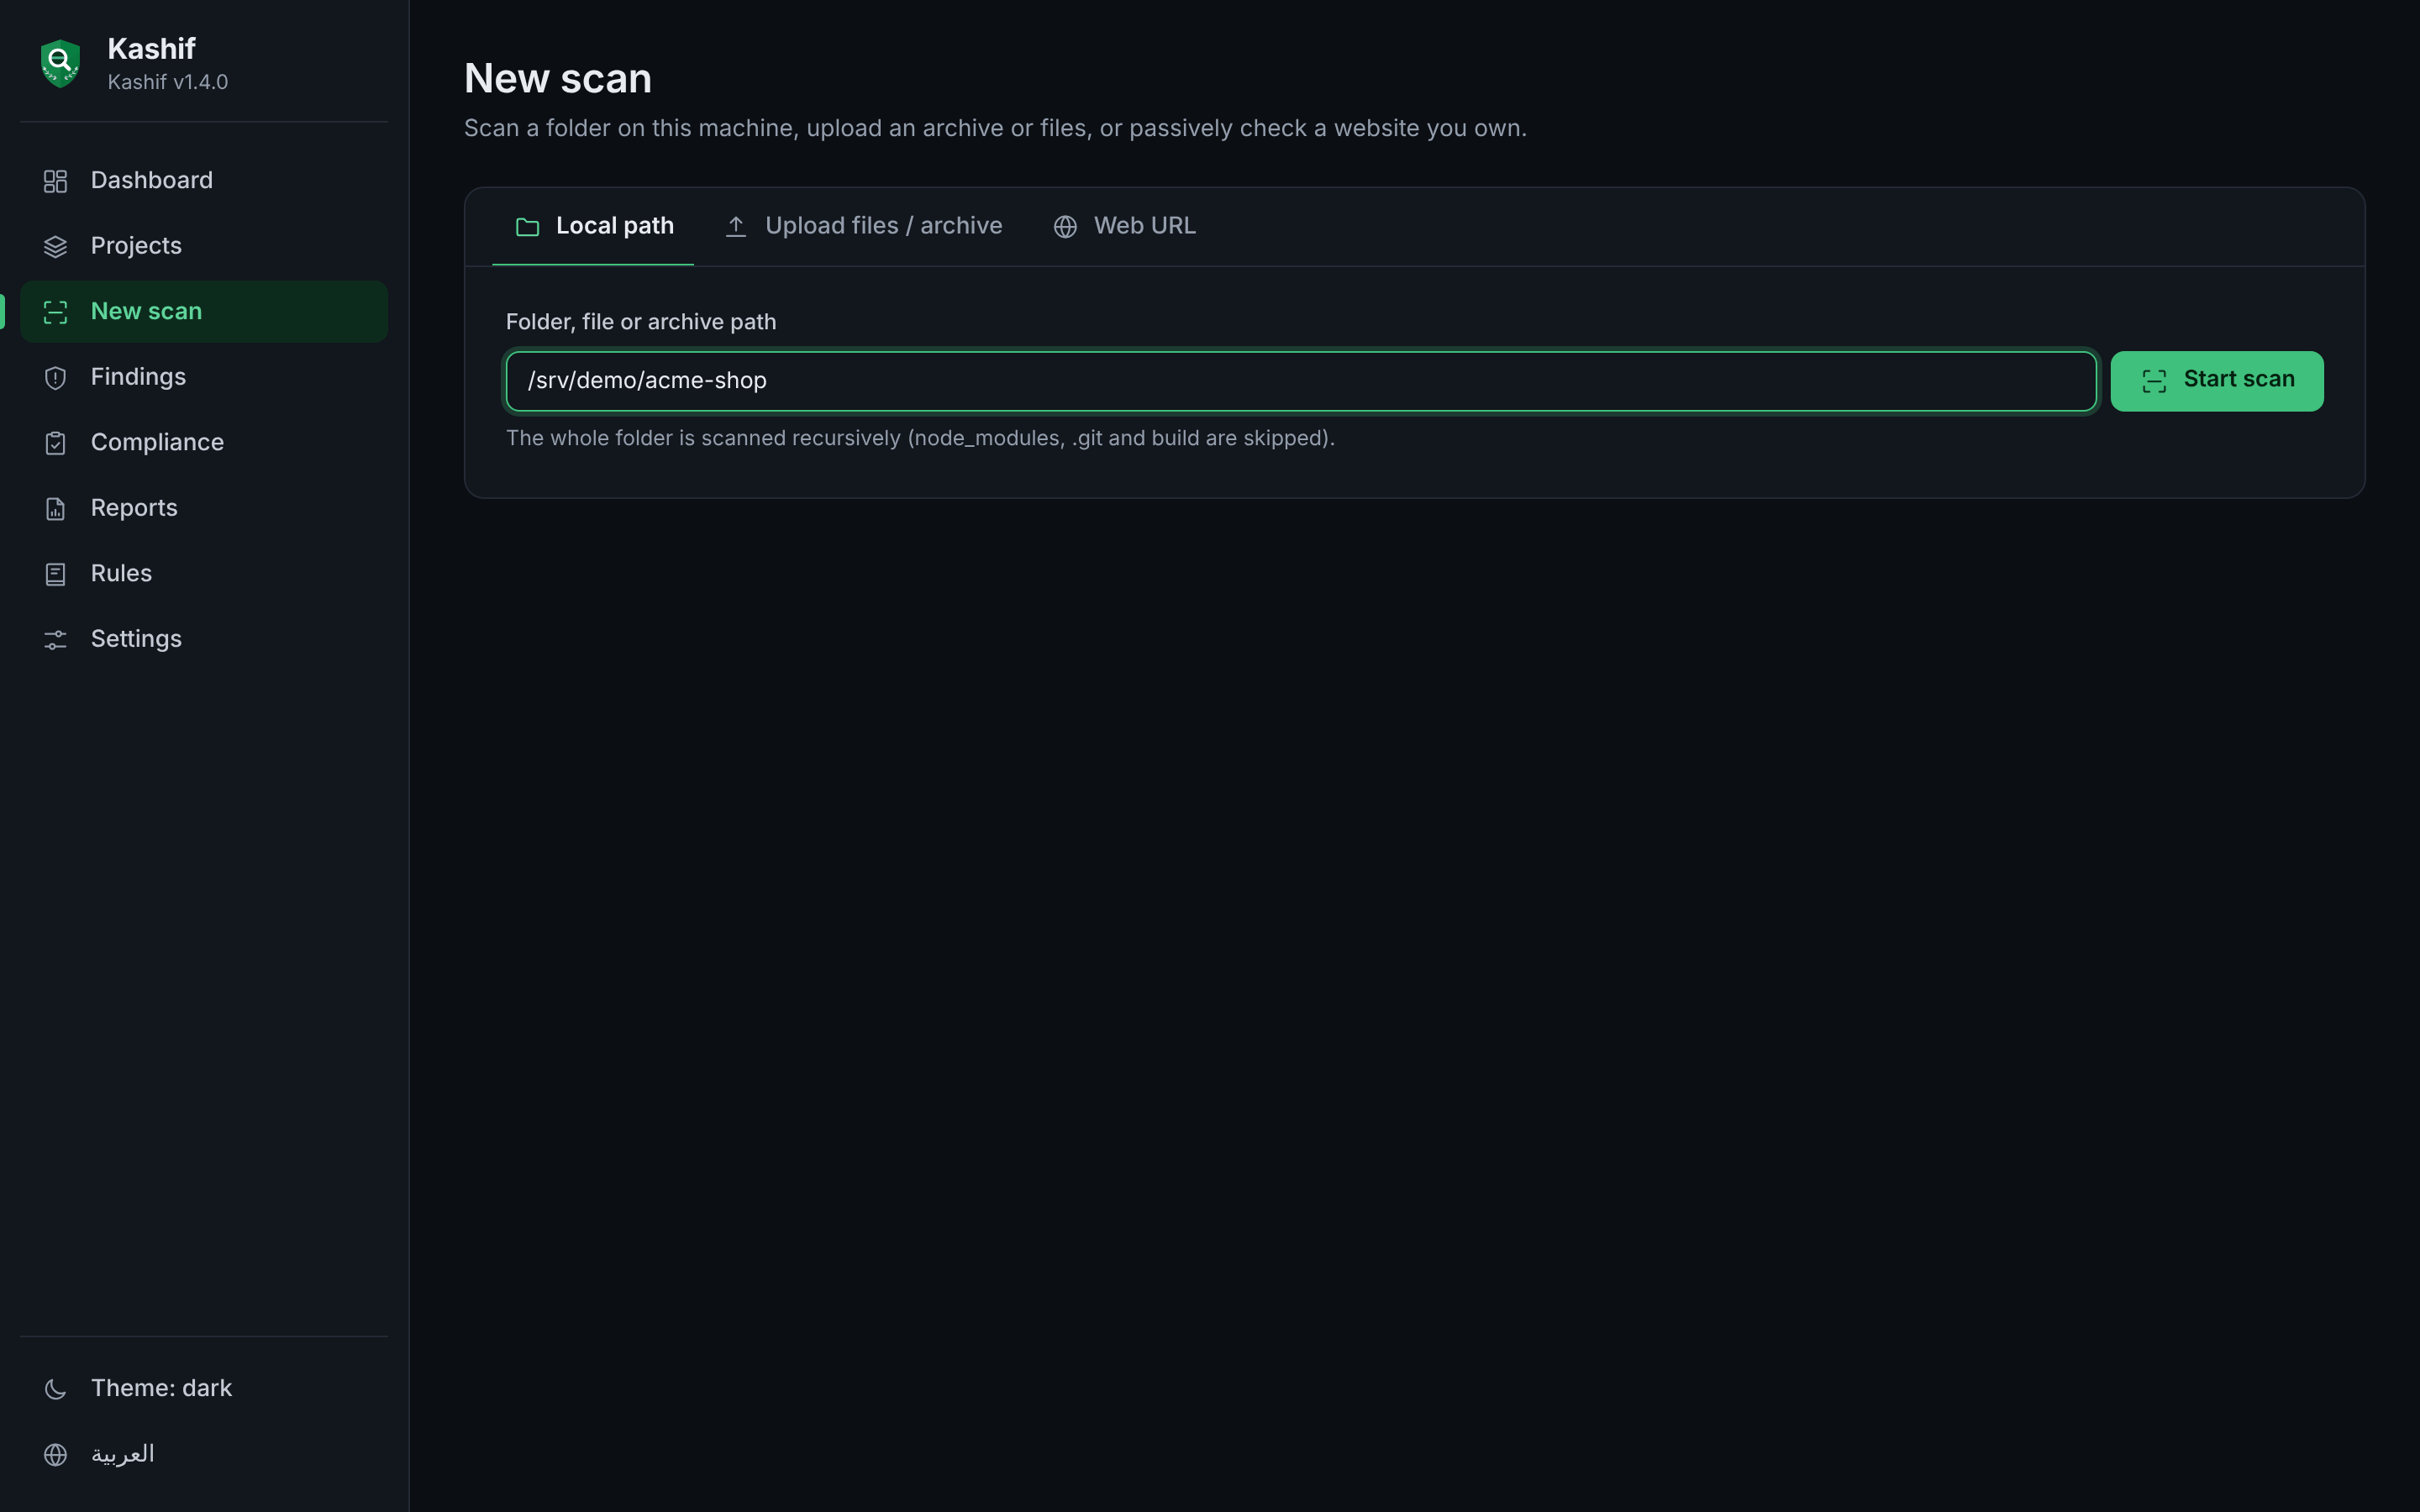 Kashif
Kashif v1.4.0
Dashboard
Projects
New scan
Findings
Compliance
Reports
Rules
Settings
Theme: dark
العربية
New scan
Scan a folder on this machine, upload an archive or files, or passively check a website you own.
Local path
Upload files / archive
Web URL
Folder, file or archive path
/srv/demo/acme-shop
Start scan
The whole folder is scanned recursively (node_modules, .git and build are skipped).